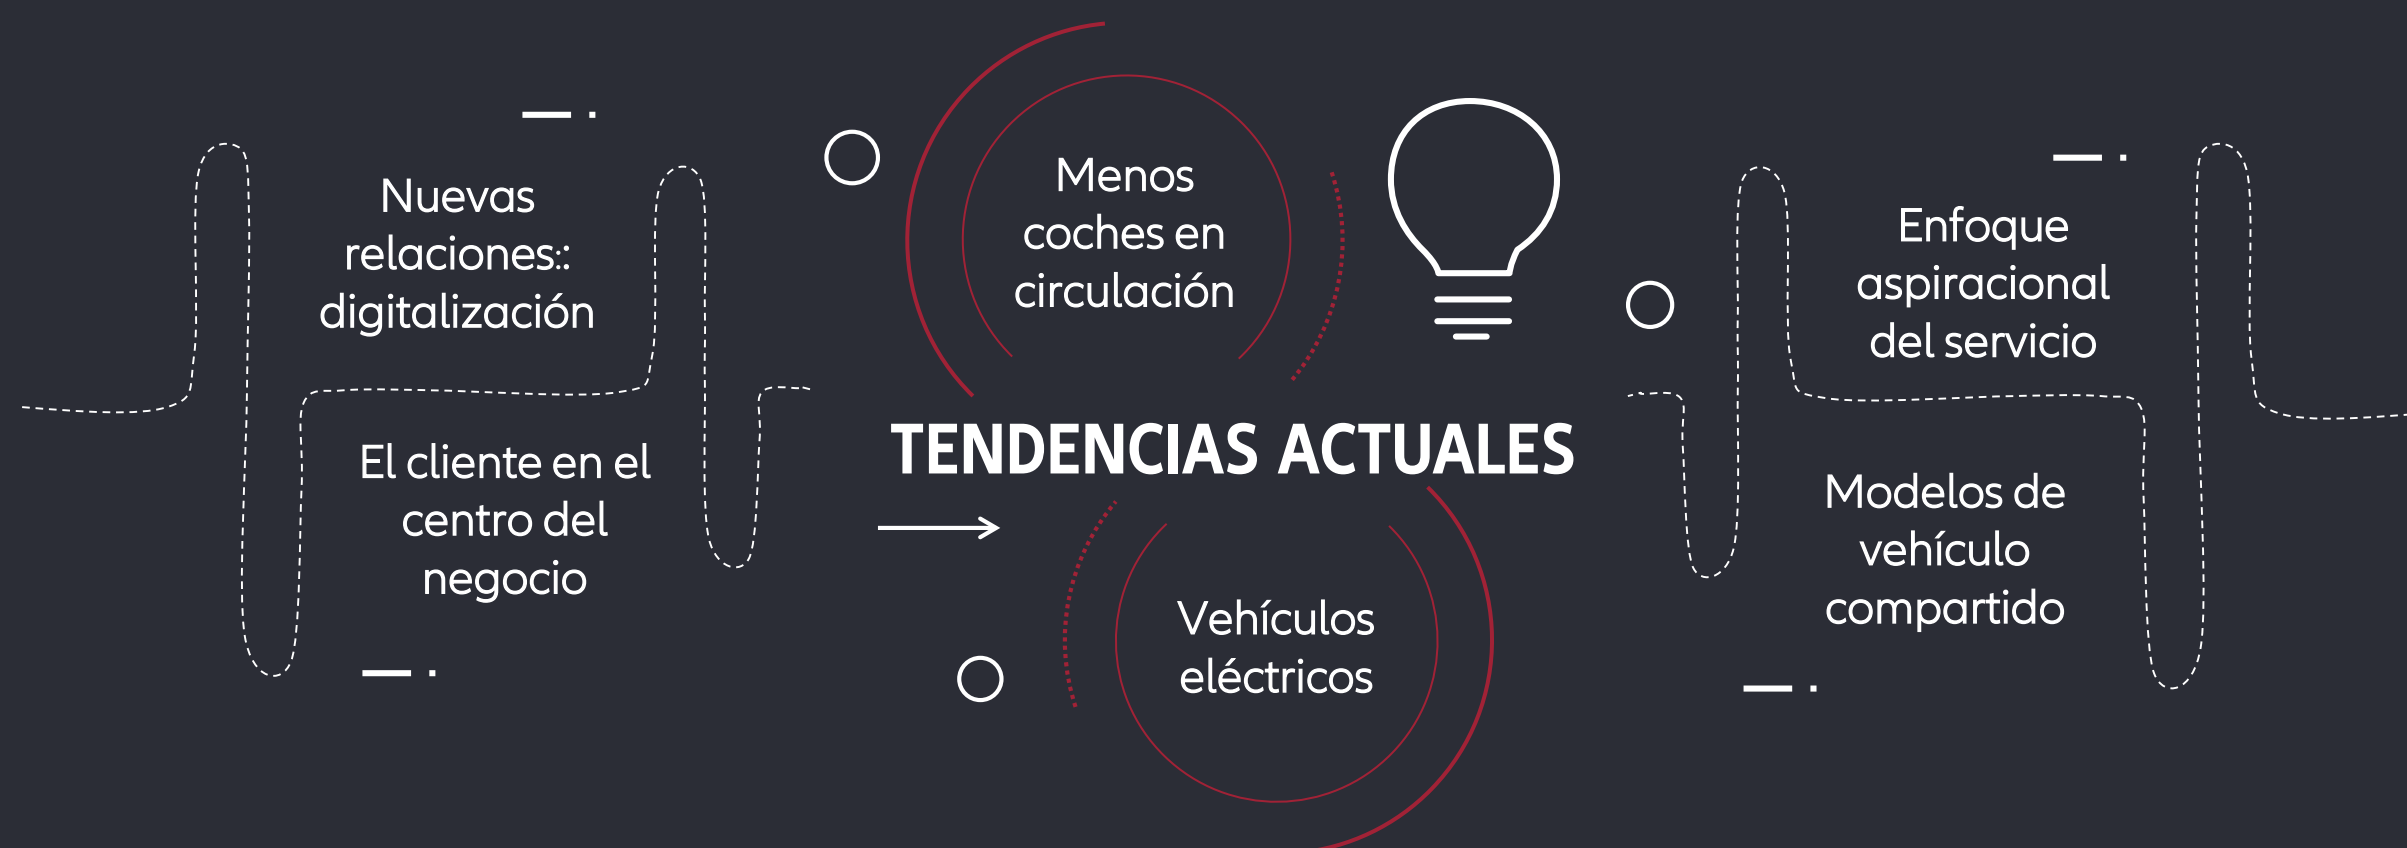 Nuevas
relaciones::
digitalización
El cliente en el
centro del
negocio
Menos
coches en
circulación
TENDENCIAS ACTUALES
Vehículos
eléctricos
Enfoque
aspiracional
del servicio
Modelos de
vehículo
compartido